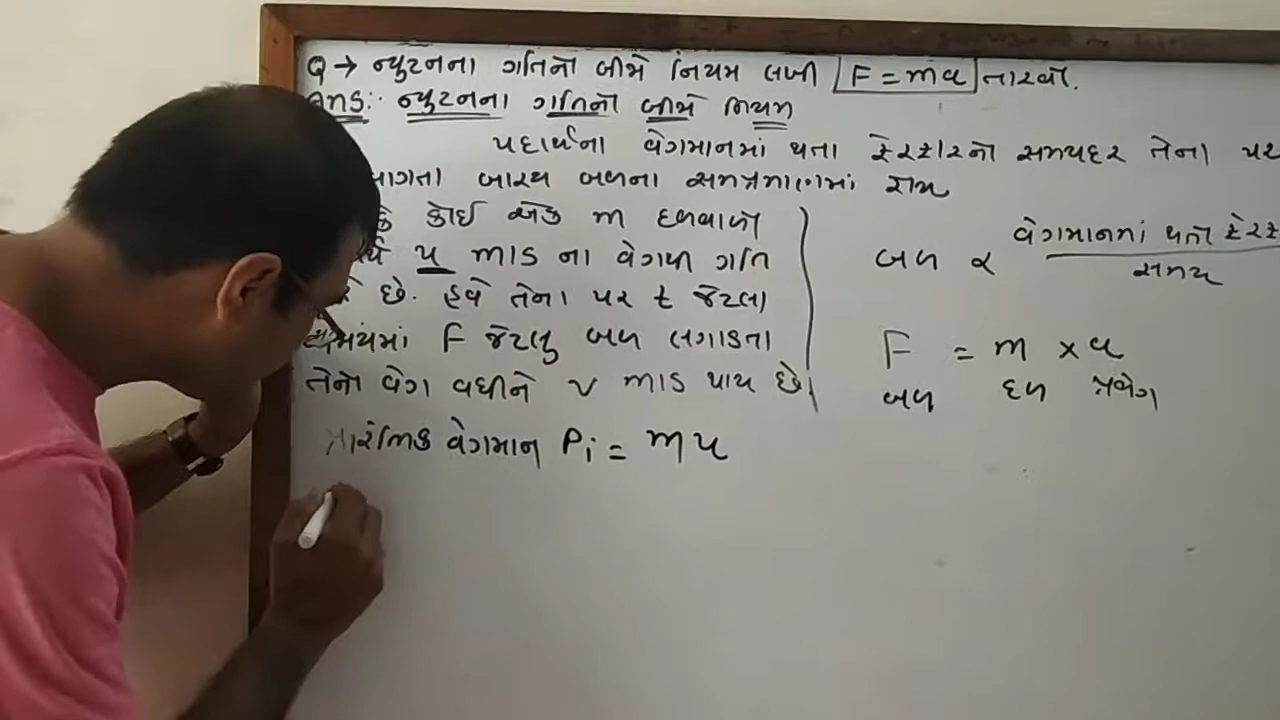 Q → ન્યુટનના ગતિનો બીજો નિયમ લખી F = ma તારવો.
Ans:- ન્યુટનના ગતિનો બીજો નિયમ
પદાર્થના વેગમાનમાં થતા ફેરફારનો સમયદર તેના પર
લાગતા બાહ્ય બળના સમપ્રમાણમાં હોય
કે કોઈ એક m દળવાળો
u માડ ના વેગથી ગતિ
કરે છે. હવે તેના પર t જેટલા
સમયમાં F જેટલુ બળ લગાડતા
તેનો વેગ વધીને v માડ થાય છે.
પ્રારંભિક વેગમાન Pi = mu
બળ ∝ વેગમાનમાં થતો
સમય
F = m × a
બળ દળ પ્રવેગ